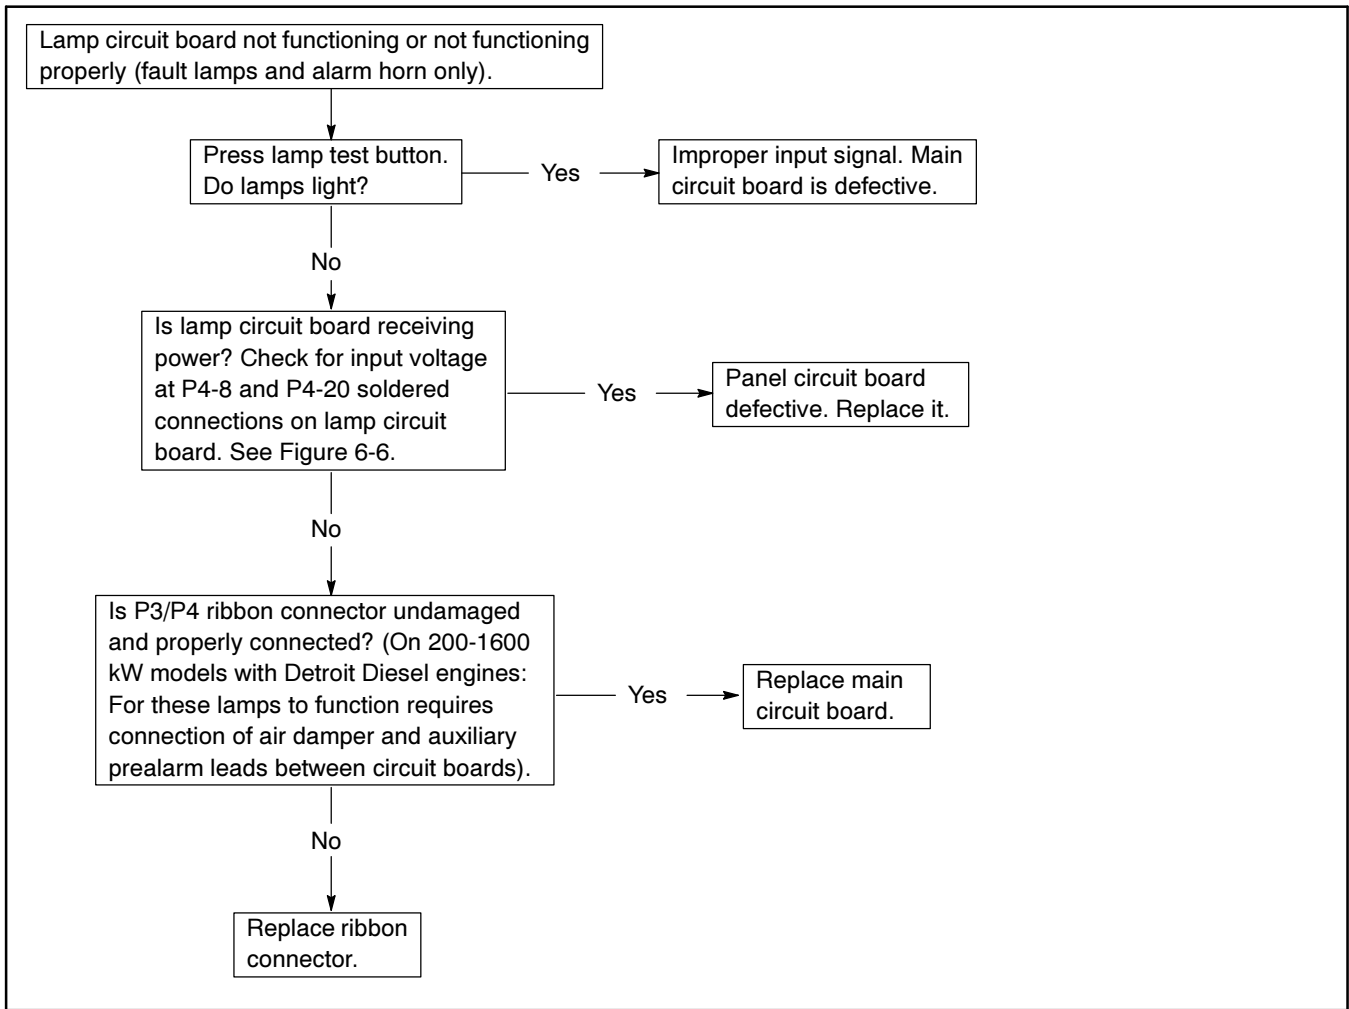 Lamp circuit board not functioning or not functioning
properly (fault lamps and alarm horn only).
Press lamp test button.
Do lamps light?
Yes
Improper input signal. Main
circuit board is defective.
No
Is lamp circuit board receiving
power? Check for input voltage
at P4-8 and P4-20 soldered
connections on lamp circuit
board. See Figure 6-6.
Yes
Panel circuit board
defective. Replace it.
No
Is P3/P4 ribbon connector undamaged
and properly connected? (On 200-1600
kW models with Detroit Diesel engines:
For these lamps to function requires
connection of air damper and auxiliary
prealarm leads between circuit boards).
Yes
Replace main
circuit board.
No
Replace ribbon
connector.